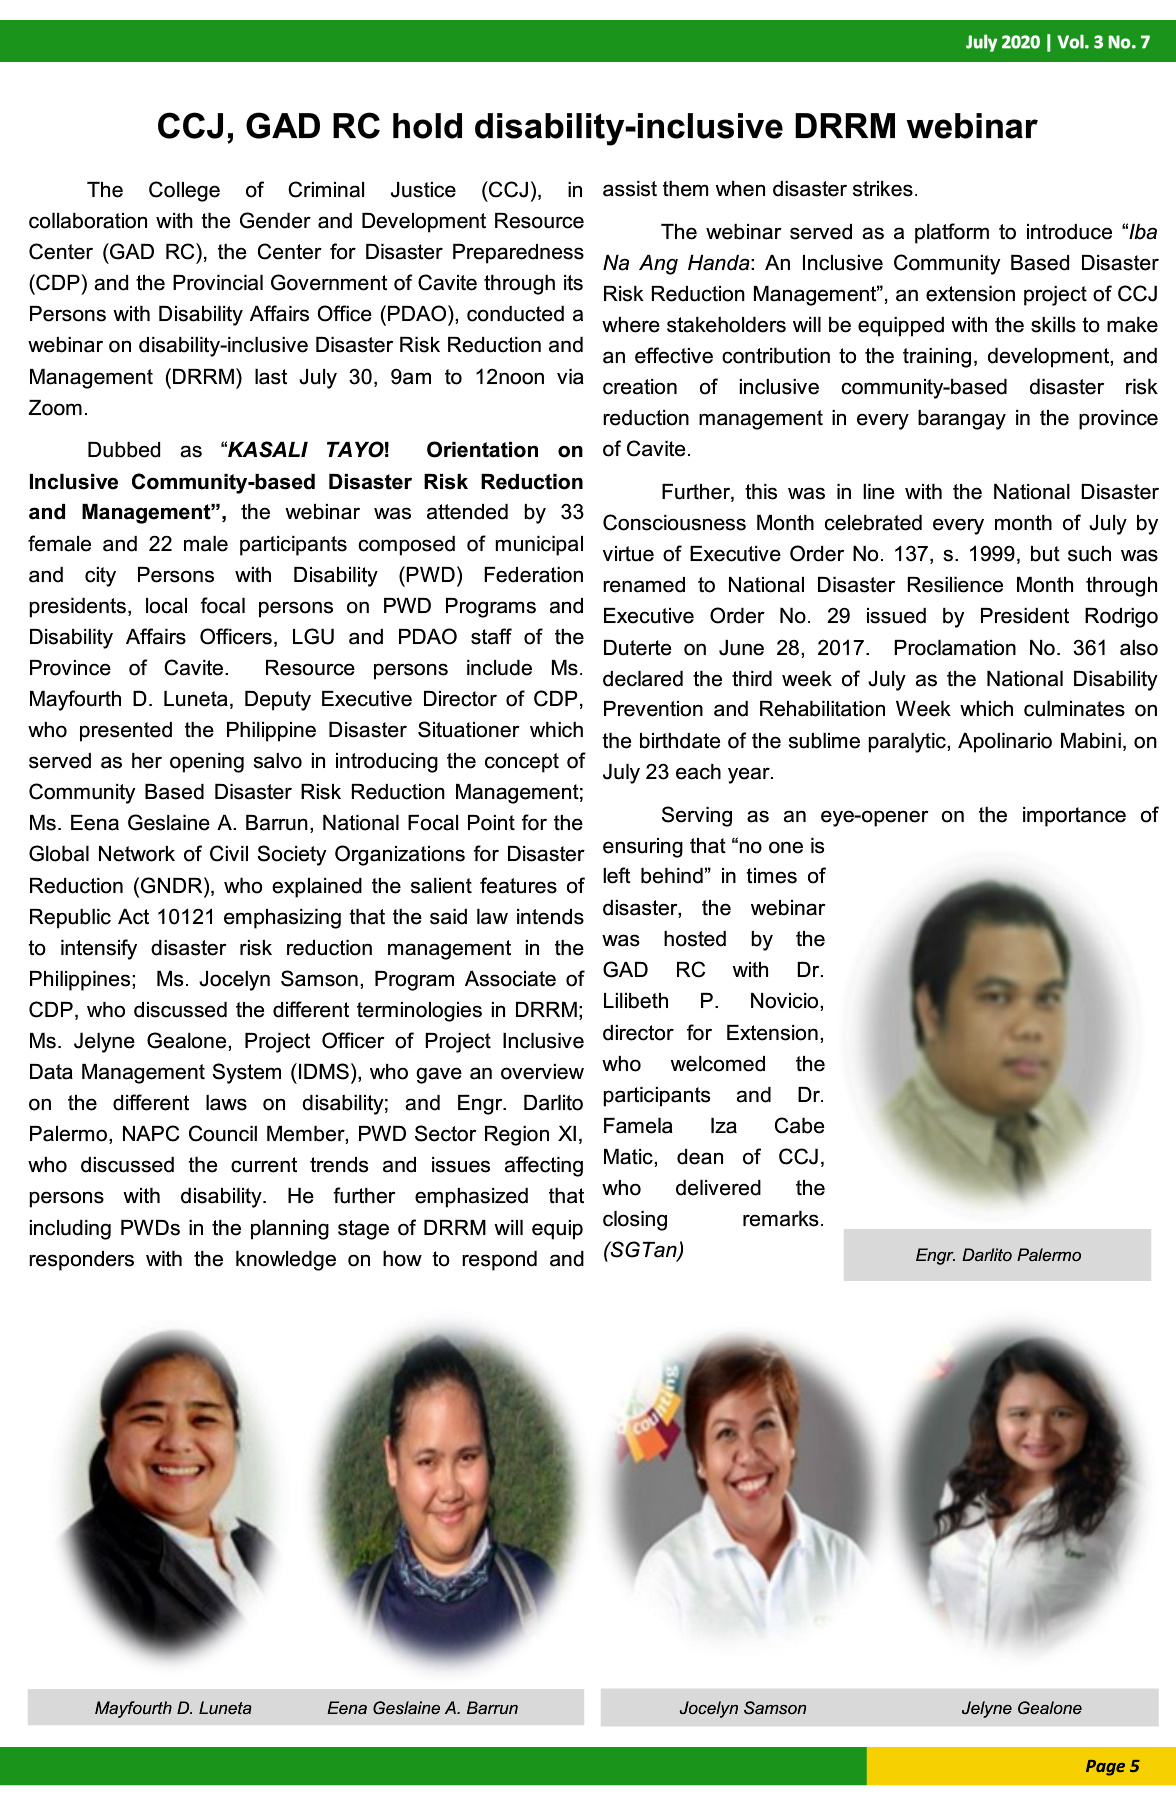 July 2020 | Vol. 3 No. 7
CCJ, GAD RC hold disability-inclusive DRRM webinar
The College of Criminal Justice (CCJ), in
collaboration with the Gender and Development Resource
Center (GAD RC), the Center for Disaster Preparedness
(CDP) and the Provincial Government of Cavite through its
Persons with Disability Affairs Office (PDAO), conducted a
webinar on disability-inclusive Disaster Risk Reduction and
Management (DRRM) last July 30, 9am to 12noon via
Zoom.
Dubbed as “KASALI TAYO! Orientation on
Inclusive Community-based Disaster Risk Reduction
and Management”, the webinar was attended by 33
female and 22 male participants composed of municipal
and city Persons with Disability (PWD) Federation
presidents, local focal persons on PWD Programs and
Disability Affairs Officers, LGU and PDAO staff of the
Province of Cavite. Resource persons include Ms.
Mayfourth D. Luneta, Deputy Executive Director of CDP,
who presented the Philippine Disaster Situationer which
served as her opening salvo in introducing the concept of
Community Based Disaster Risk Reduction Management;
Ms. Eena Geslaine A. Barrun, National Focal Point for the
Global Network of Civil Society Organizations for Disaster
Reduction (GNDR), who explained the salient features of
Republic Act 10121 emphasizing that the said law intends
to intensify disaster risk reduction management in the
Philippines; Ms. Jocelyn Samson, Program Associate of
CDP, who discussed the different terminologies in DRRM;
Ms. Jelyne Gealone, Project Officer of Project Inclusive
Data Management System (IDMS), who gave an overview
on the different laws on disability; and Engr. Darlito
Palermo, NAPC Council Member, PWD Sector Region XI,
who discussed the current trends and issues affecting
persons with disability. He further emphasized that
including PWDs in the planning stage of DRRM will equip
responders with the knowledge on how to respond and
assist them when disaster strikes.
The webinar served as a platform to introduce “Iba
Na Ang Handa: An Inclusive Community Based Disaster
Risk Reduction Management”, an extension project of CCJ
where stakeholders will be equipped with the skills to make
an effective contribution to the training, development, and
creation of inclusive community-based disaster risk
reduction management in every barangay in the province
of Cavite.
Further, this was in line with the National Disaster
Consciousness Month celebrated every month of July by
virtue of Executive Order No. 137, s. 1999, but such was
renamed to National Disaster Resilience Month through
Executive Order No. 29 issued by President Rodrigo
Duterte on June 28, 2017. Proclamation No. 361 also
declared the third week of July as the National Disability
Prevention and Rehabilitation Week which culminates on
the birthdate of the sublime paralytic, Apolinario Mabini, on
July 23 each year.
Serving as an eye-opener on the importance of
ensuring that “no one is
left behind” in times of
disaster, the webinar
was hosted by the
GAD RC with Dr.
Lilibeth P. Novicio,
director for Extension,
who welcomed the
participants and Dr.
Famela Iza Cabe
Matic, dean of CCJ,
who delivered the
closing remarks.
(SGTan)
Engr. Darlito Palermo
counting
Mayfourth D. Luneta
Eena Geslaine A. Barrun
Jocelyn Samson
Jelyne Gealone
Page 5